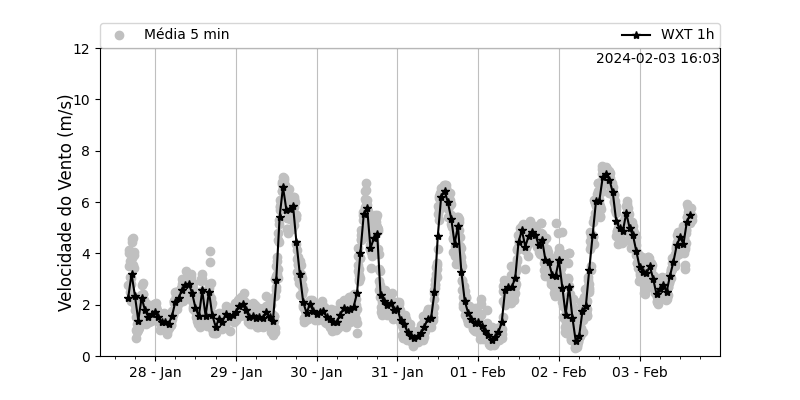 Média 5 min
WXT 1h
2024-02-03 16:03
Velocidade do Vento (m/s)
12
10
8
6
4
2
0
28 - Jan
29 - Jan
30 - Jan
31 - Jan
01 - Feb
02 - Feb
03 - Feb